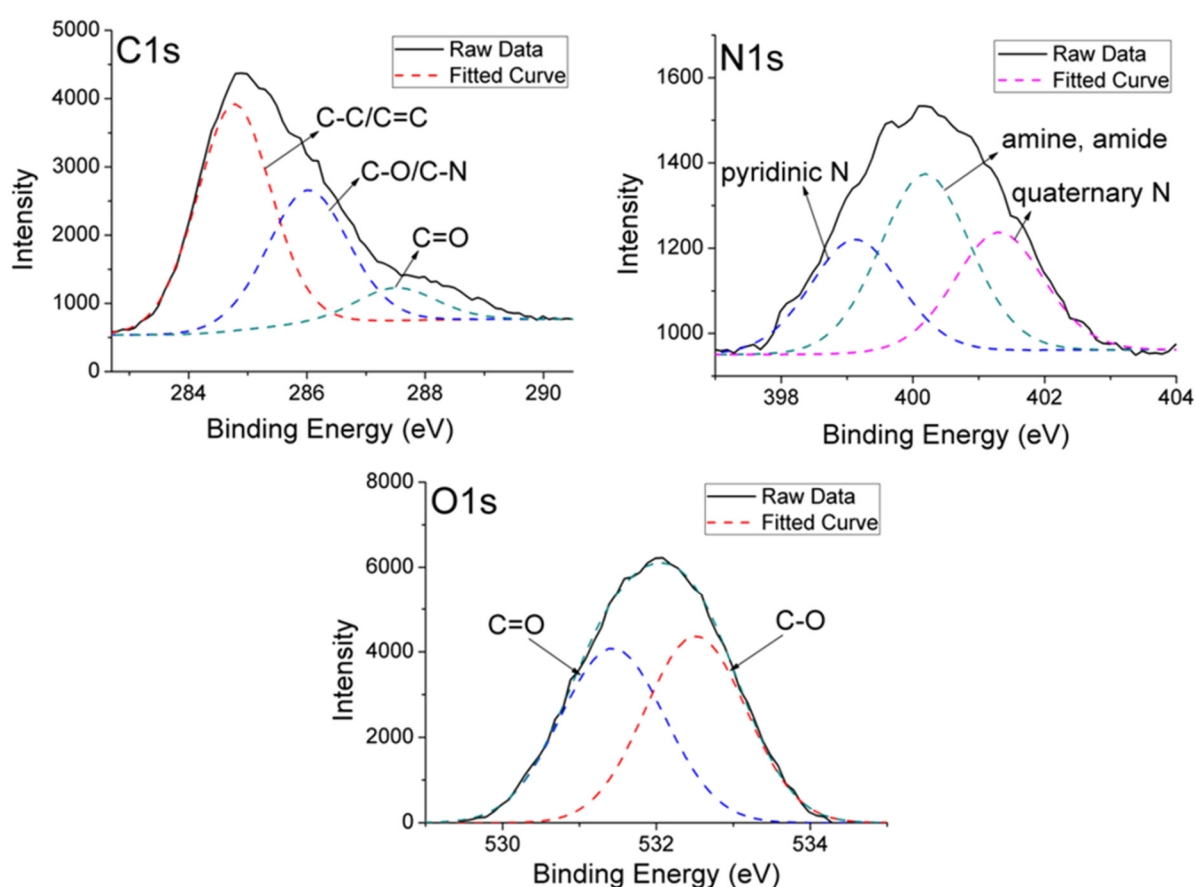 C1s
Raw Data
Fitted Curve
C-C/C=C
C-O/C-N
C=O
5000
4000
3000
2000
1000
0
Intensity
284
286
288
290
Binding Energy (eV)
N1s
Raw Data
Fitted Curve
pyridinic N
amine, amide
quaternary N
1600
1400
1200
1000
Intensity
398
400
402
404
Binding Energy (eV)
O1s
Raw Data
Fitted Curve
C=O
C-O
8000
6000
4000
2000
0
Intensity
530
532
534
Binding Energy (eV)